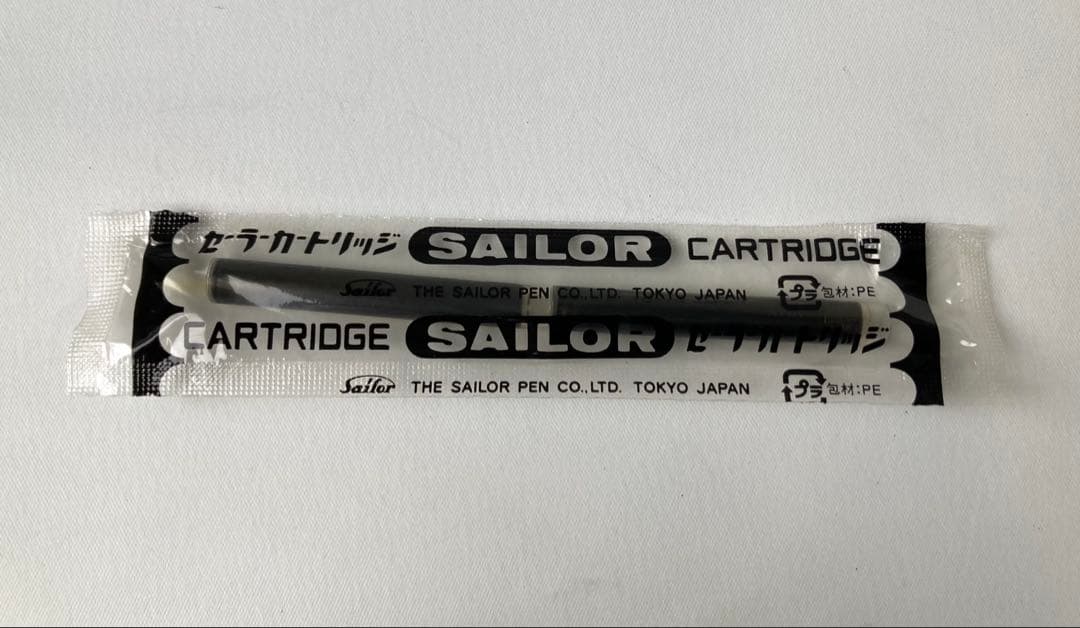 セーラーカートリッジ SAILOR CARTRIDGE
Sailor THE SAILOR PEN CO.,LTD. TOKYO JAPAN プラ 包材:PE
CARTRIDGE SAILOR セーラーカートリッジ
Sailor THE SAILOR PEN CO.,LTD. TOKYO JAPAN プラ 包材:PE